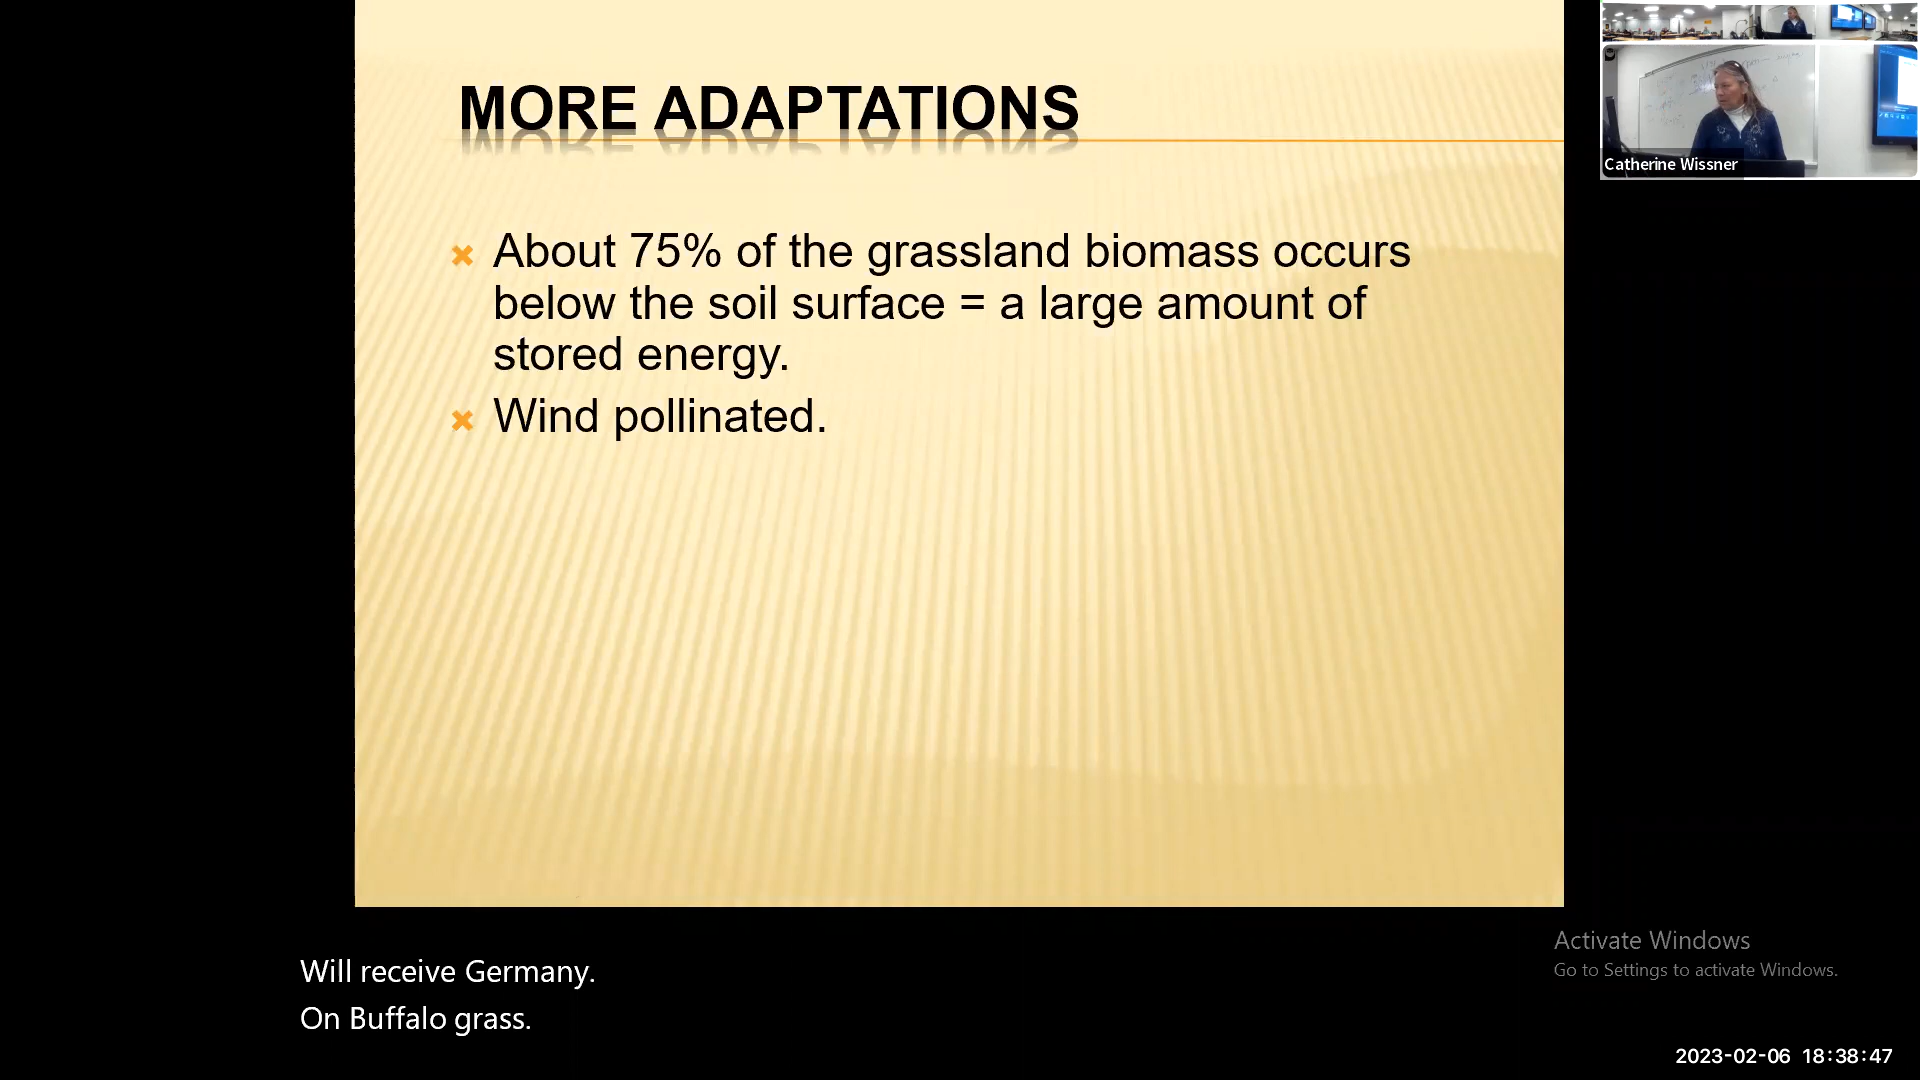 MORE ADAPTATIONS
About 75% of the grassland biomass occurs
below the soil surface = a large amount of
stored energy.
Wind pollinated.
Catherine Wissner
Will receive Germany.
On Buffalo grass.
Activate Windows
Go to Settings to activate Windows.
2023-02-06 18:38:47